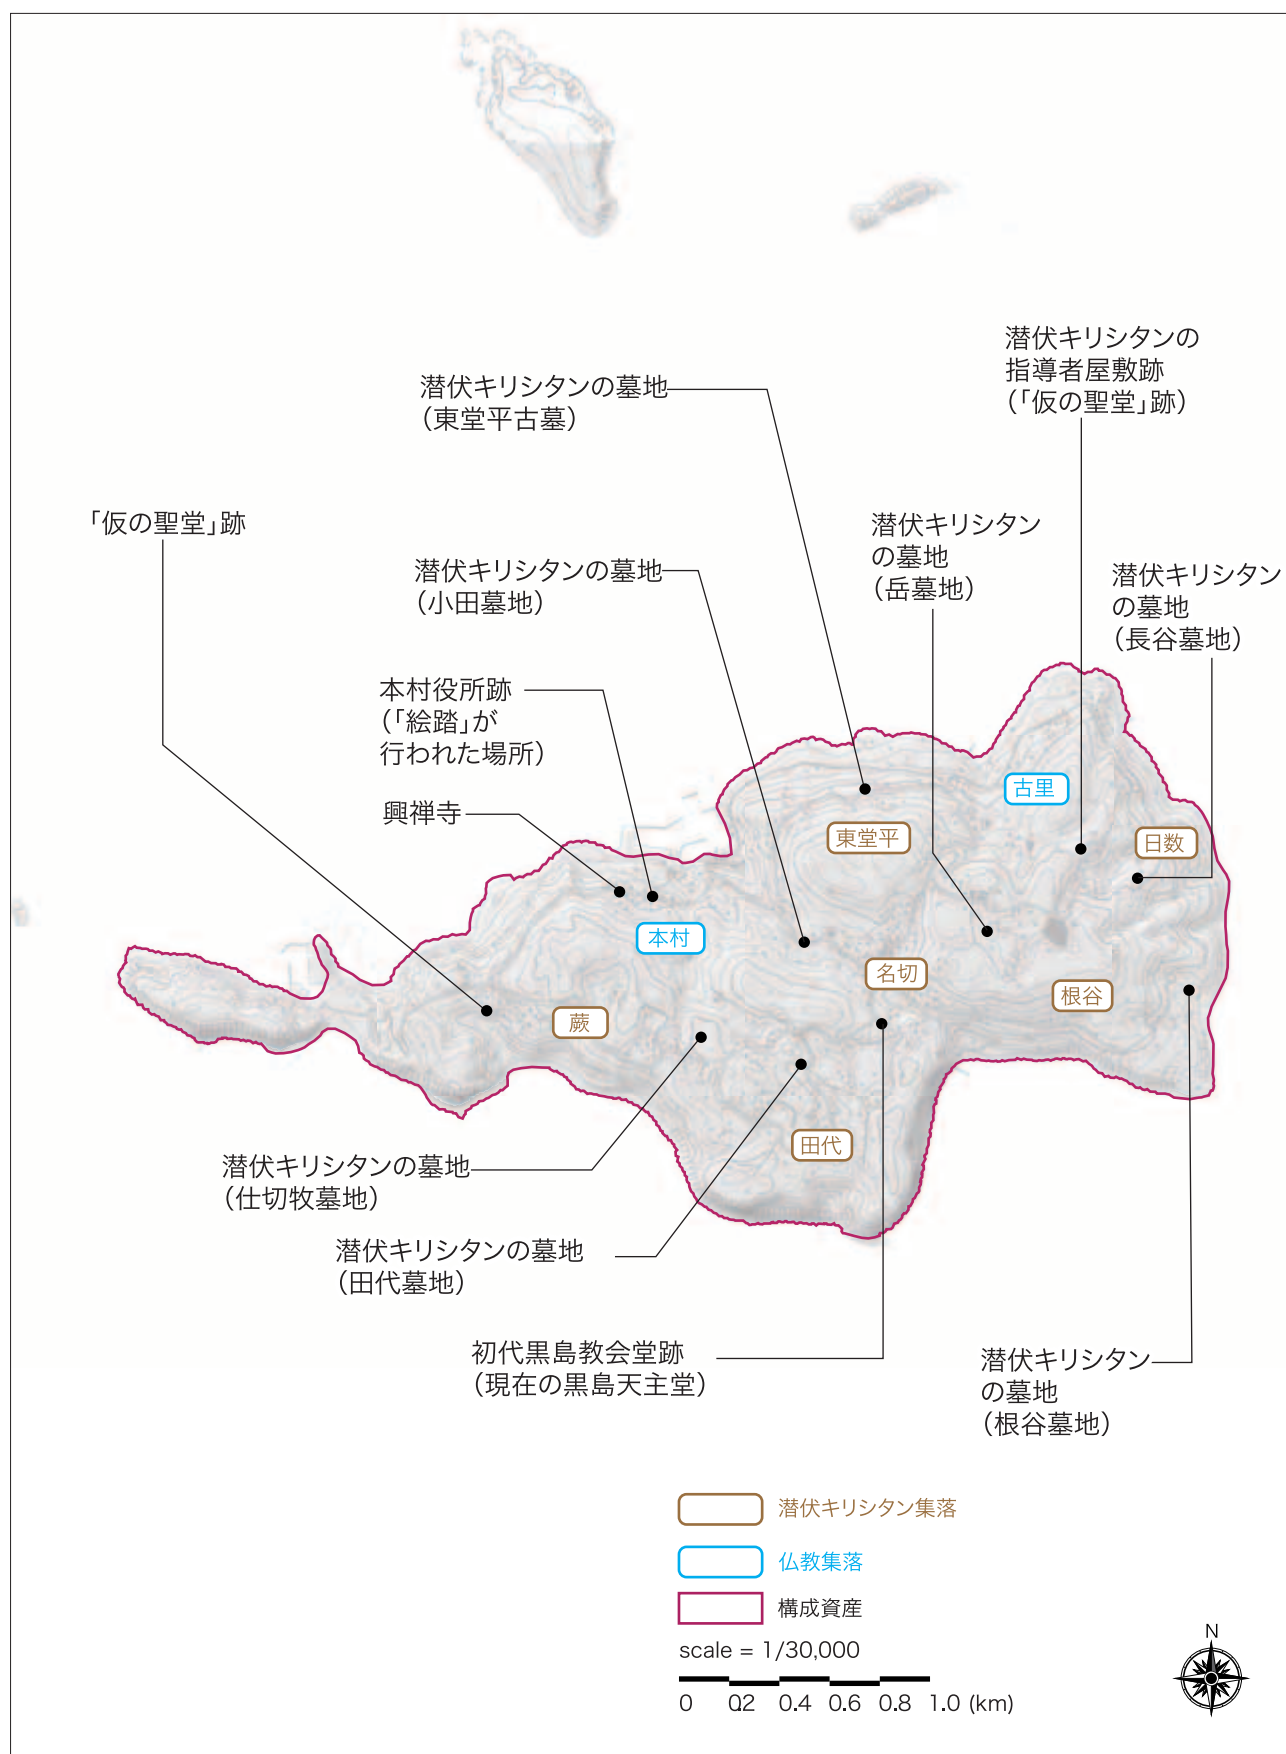 潜伏キリシタンの
指導者屋敷跡
（「仮の聖堂」跡）
潜伏キリシタンの墓地
（東堂平古墓）
「仮の聖堂」跡
潜伏キリシタン
の墓地
（岳墓地）
潜伏キリシタンの墓地
（小田墓地）
潜伏キリシタン
の墓地
（長谷墓地）
本村役所跡
（「絵踏」が
行われた場所）
興禅寺
古里
東堂平
日数
本村
名切
根谷
蕨
田代
潜伏キリシタンの墓地
（仕切牧墓地）
潜伏キリシタンの墓地
（田代墓地）
初代黒島教会堂跡
（現在の黒島天主堂）
潜伏キリシタン
の墓地
（根谷墓地）
潜伏キリシタン集落
仏教集落
構成資産
scale = 1/30,000
0 0.2 0.4 0.6 0.8 1.0 (km)
N